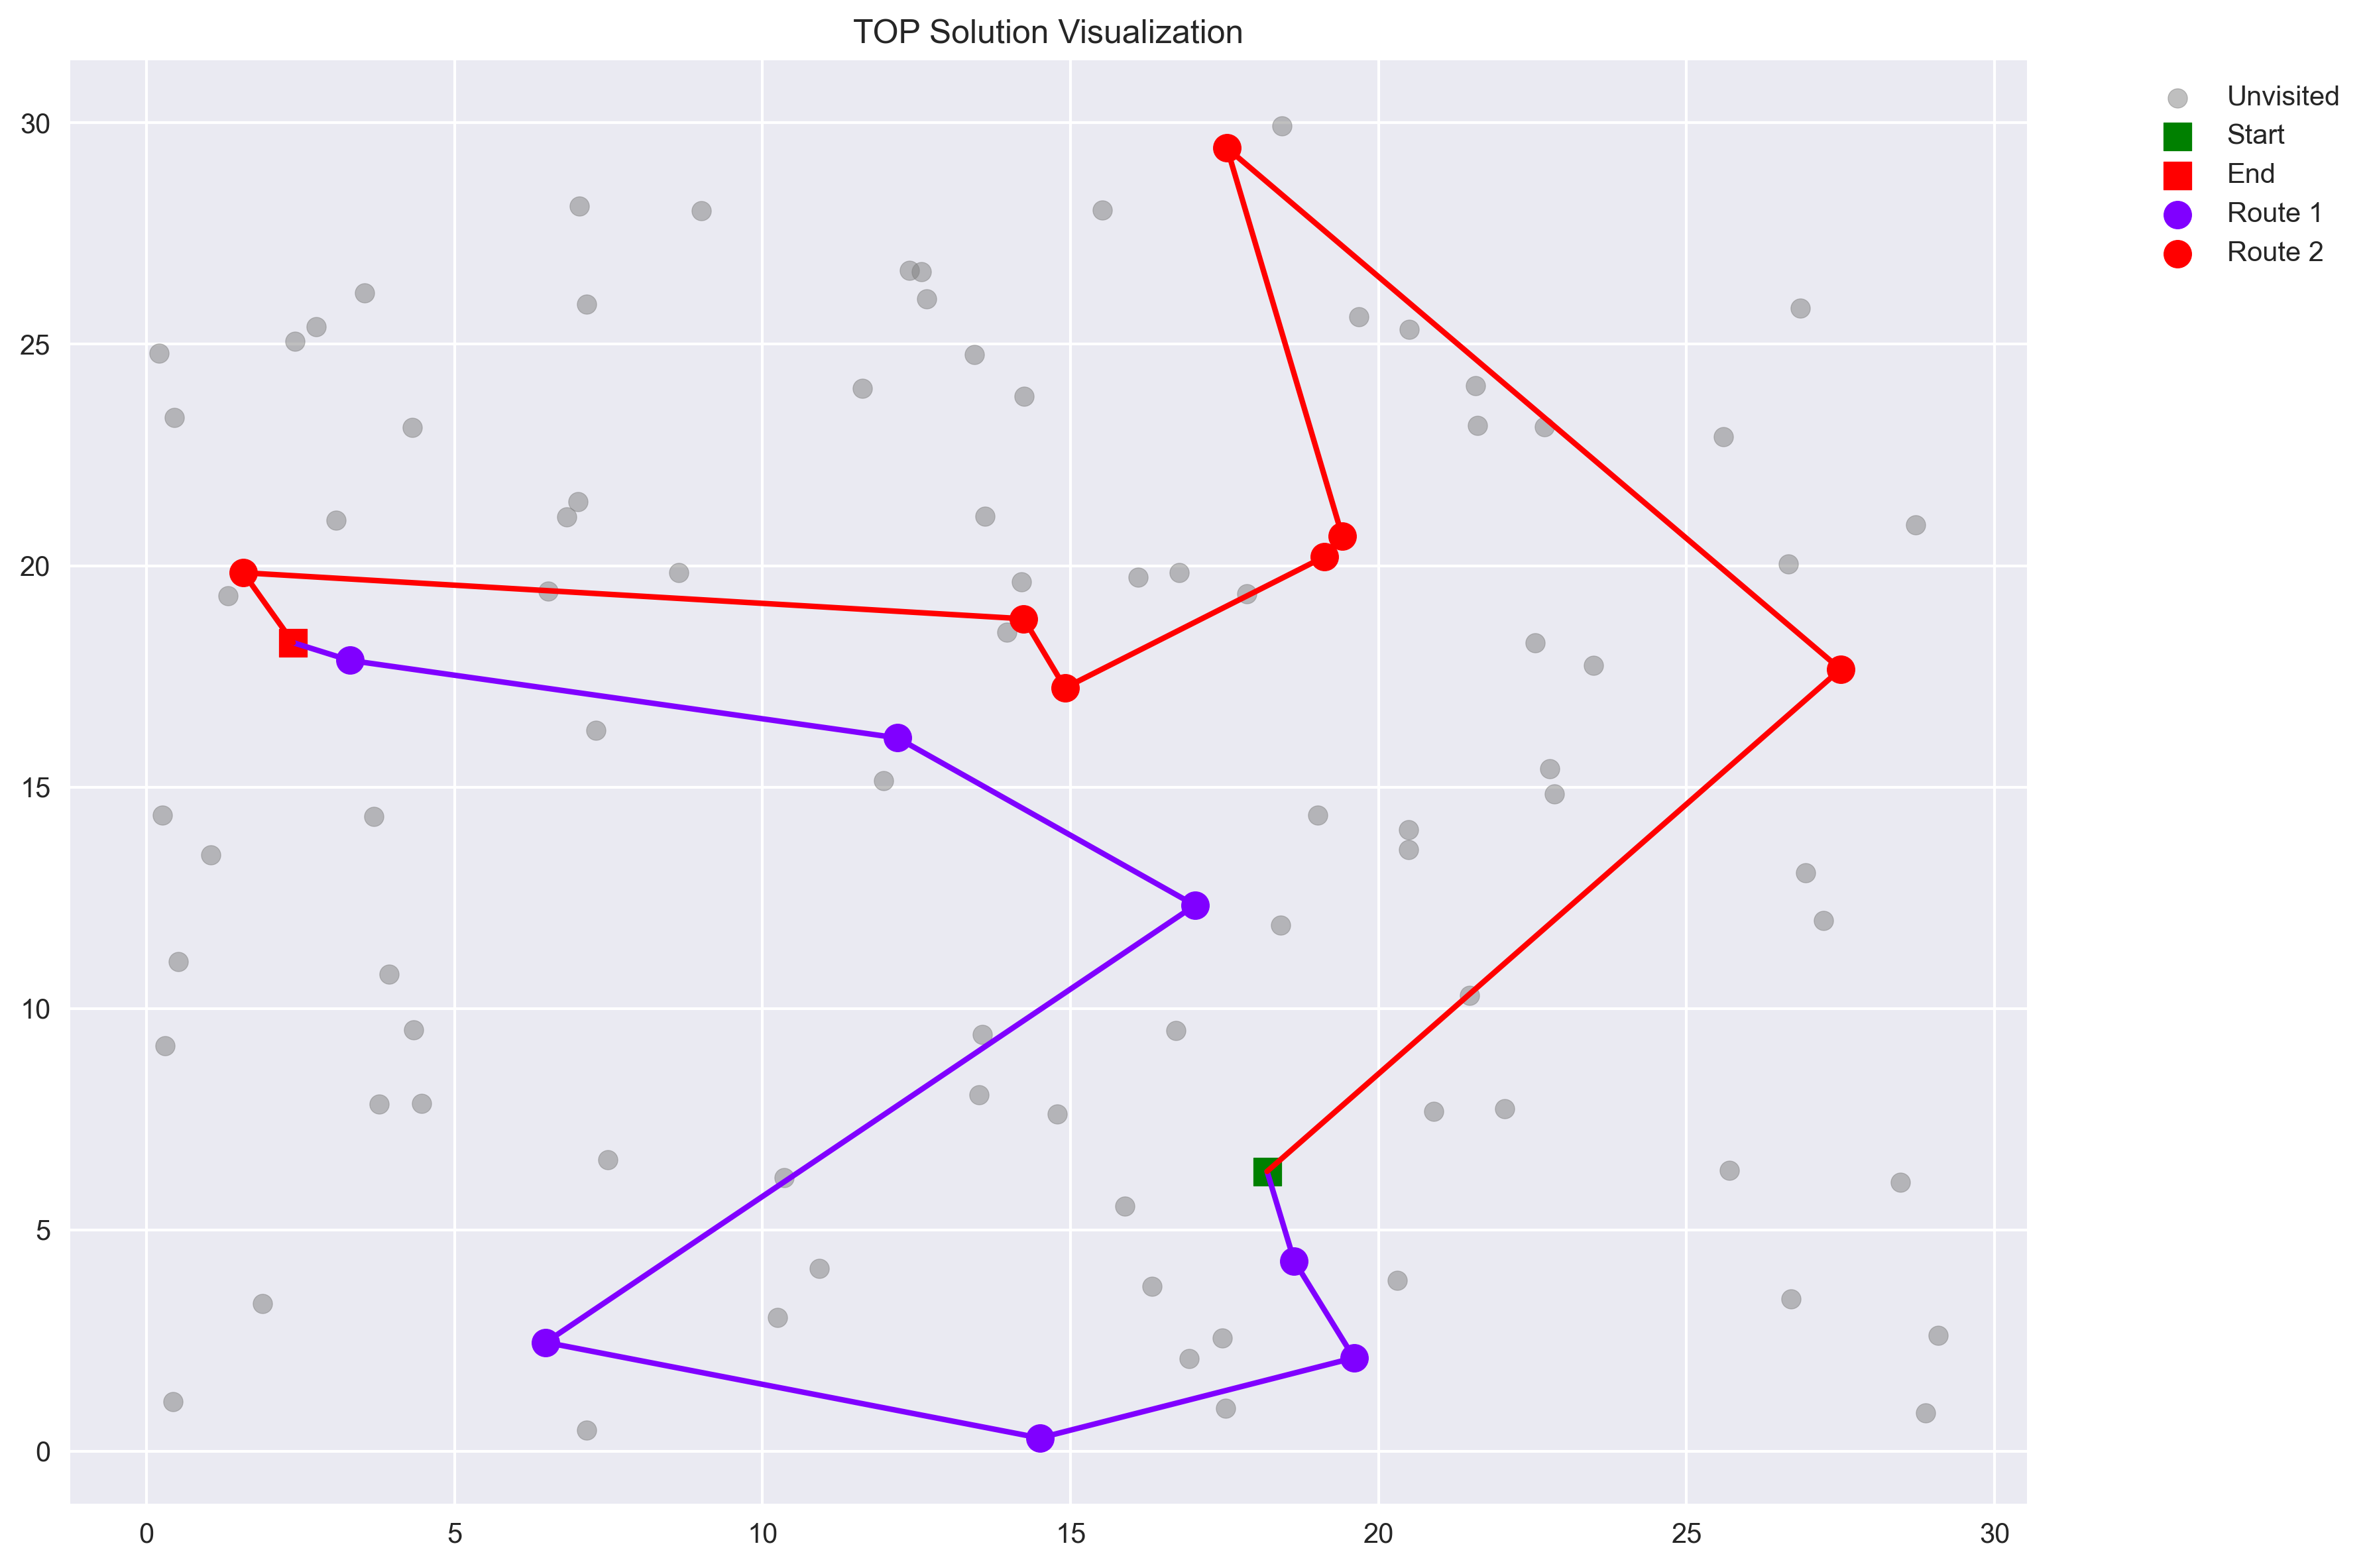 TOP Solution Visualization
Unvisited
Start
End
Route 1
Route 2
30
25
20
15
10
5
0
0 5 10 15 20 25 30